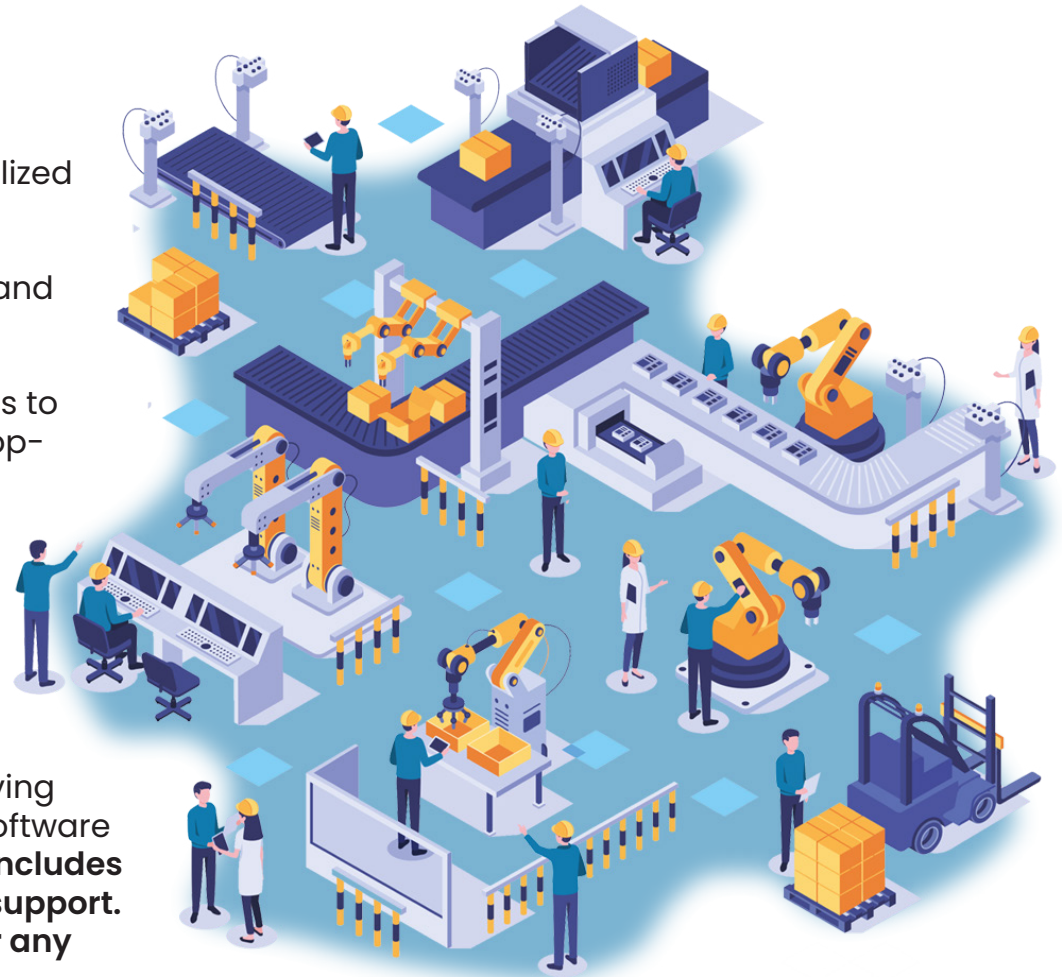 lized
and
s to
op-
ving
oftware
ncludes
support.
r any